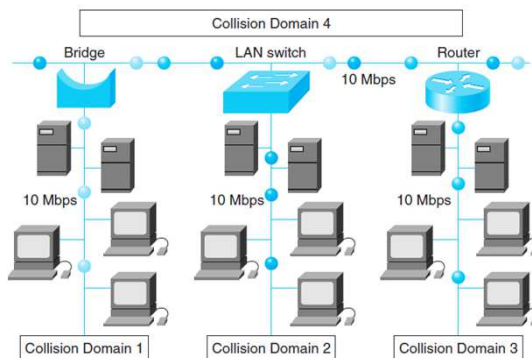 Collision Domain 4
Bridge
LAN switch
Router
10 Mbps
10 Mbps
10 Mbps
10 Mbps
Collision Domain 1
Collision Domain 2
Collision Domain 3